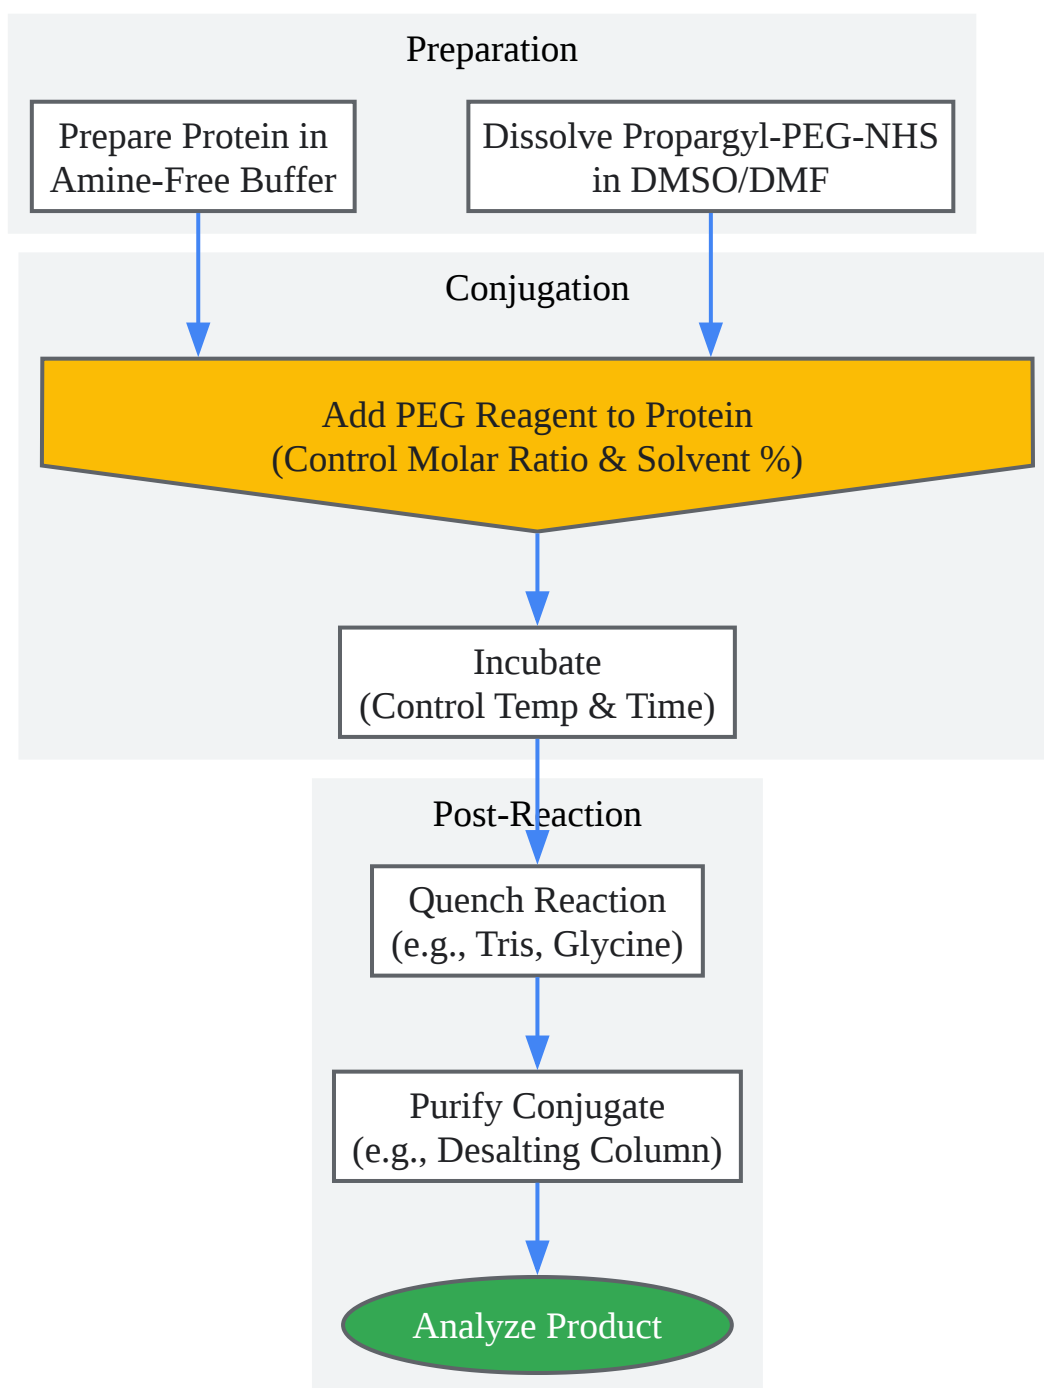 Preparation
Prepare Protein in
Amine-Free Buffer
Dissolve Propargyl-PEG-NHS
in DMSO/DMF
Conjugation
Add PEG Reagent to Protein
(Control Molar Ratio & Solvent %)
Incubate
(Control Temp & Time)
Post-Reaction
Quench Reaction
(e.g., Tris, Glycine)
Purify Conjugate
(e.g., Desalting Column)
Analyze Product